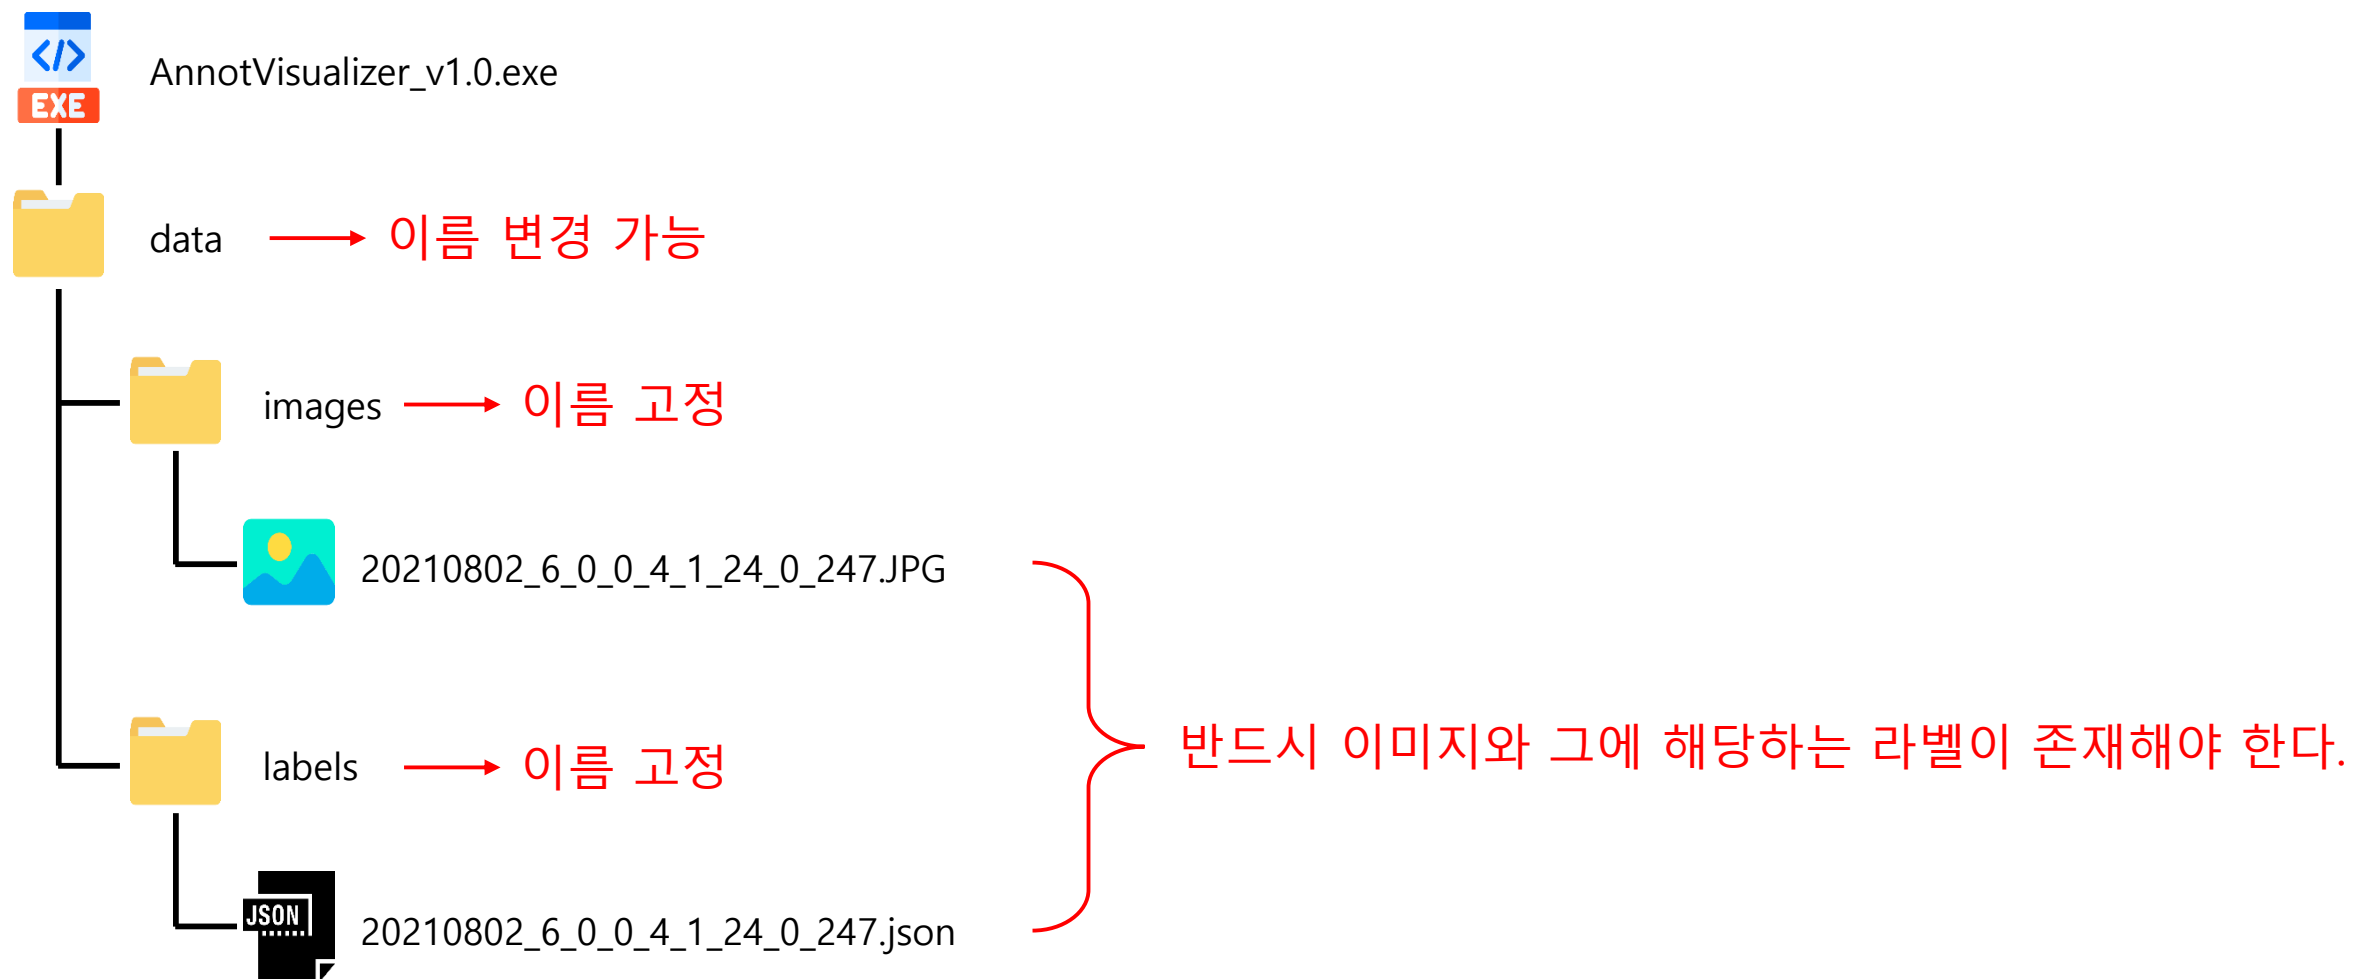 </>
EXE
AnnotVisualizer_v1.0.exe
data
이름 변경 가능
images
이름 고정
20210802_6_0_0_4_1_24_0_247.JPG
labels
이름 고정
반드시 이미지와 그에 해당하는 라벨이 존재해야 한다.
JSON
20210802_6_0_0_4_1_24_0_247.json